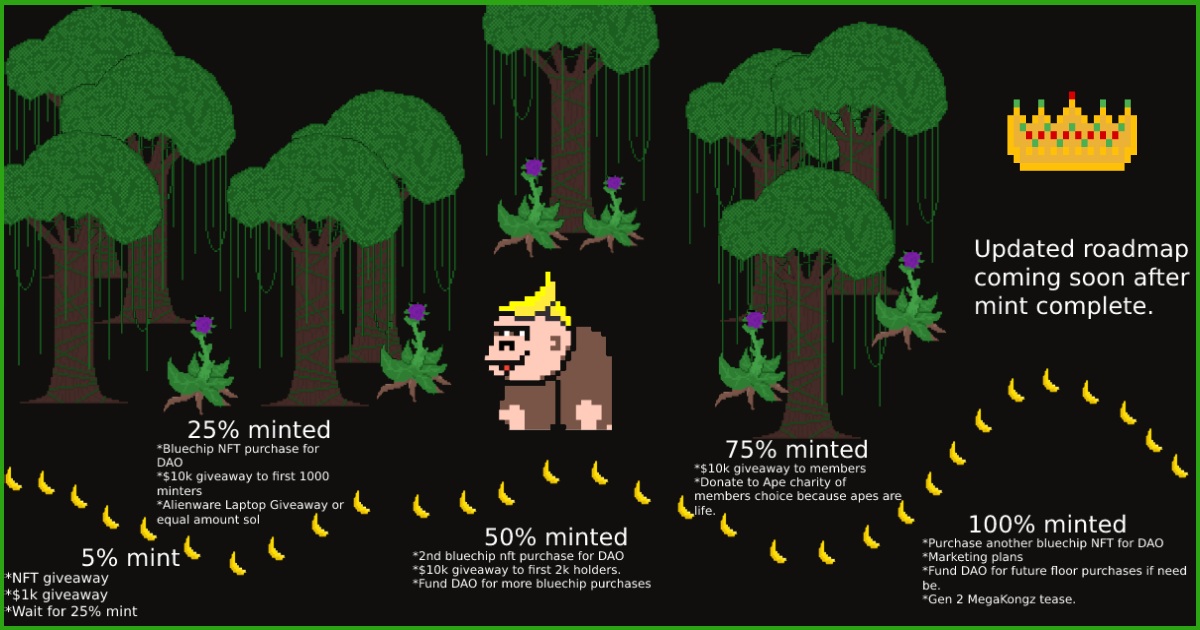 5% mint
*NFT giveaway
*$1k giveaway
*Wait for 25% mint
25% minted
*Bluechip NFT purchase for
DAO
*$10k giveaway to first 1000
minters
*Alienware Laptop Giveaway or
equal amount sol
50% minted
*2nd bluechip nft purchase for DAO
*$10k giveaway to first 2k holders.
*Fund DAO for more bluechip purchases
75% minted
*$10k giveaway to members
*Donate to Ape charity of
members choice because apes are
life.
100% minted
*Purchase another bluechip NFT for DAO
*Marketing plans
*Fund DAO for future floor purchases if need
be.
*Gen 2 MegaKongz tease.
Updated roadmap
coming soon after
mint complete.